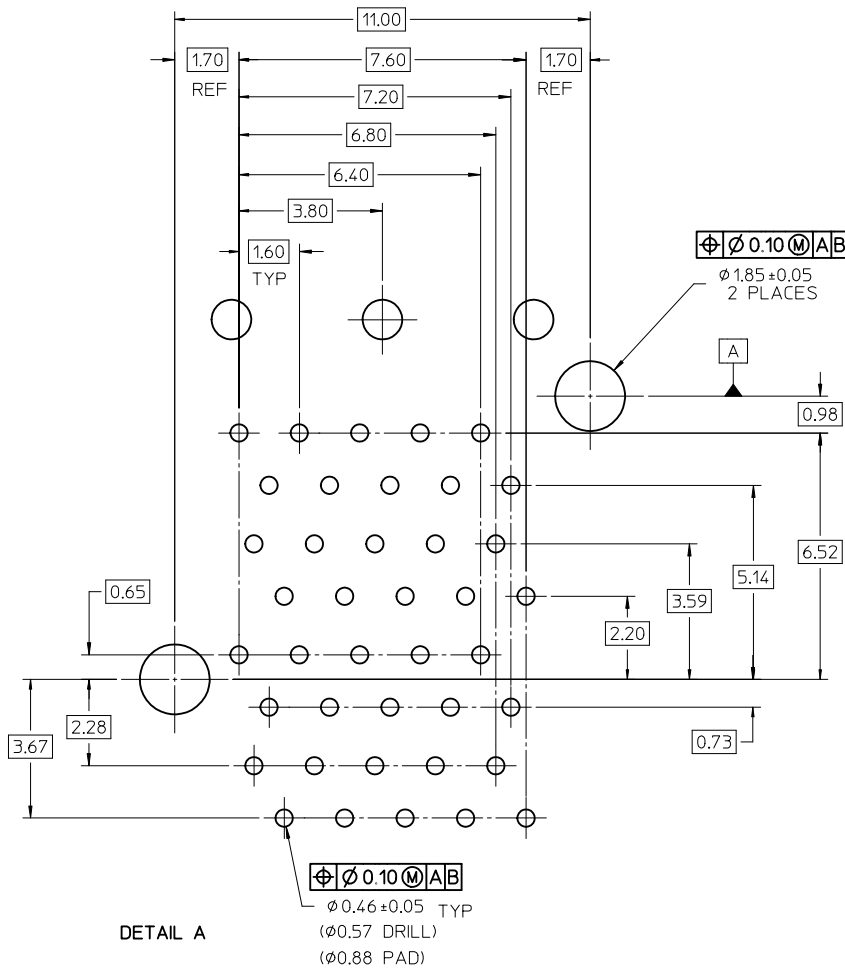 11.00
1.70
7.60
1.70
REF
REF
7.20
6.80
6.40
3.80
1.60
TYP
⌖ Ø 0.10 Ⓜ A B
Ø1.85±0.05
2 PLACES
A
0.98
6.52
5.14
0.65
3.59
2.20
2.28
3.67
0.73
⌖ Ø 0.10 Ⓜ A B
Ø0.46±0.05 TYP
(Ø0.57 DRILL)
(Ø0.88 PAD)
DETAIL A